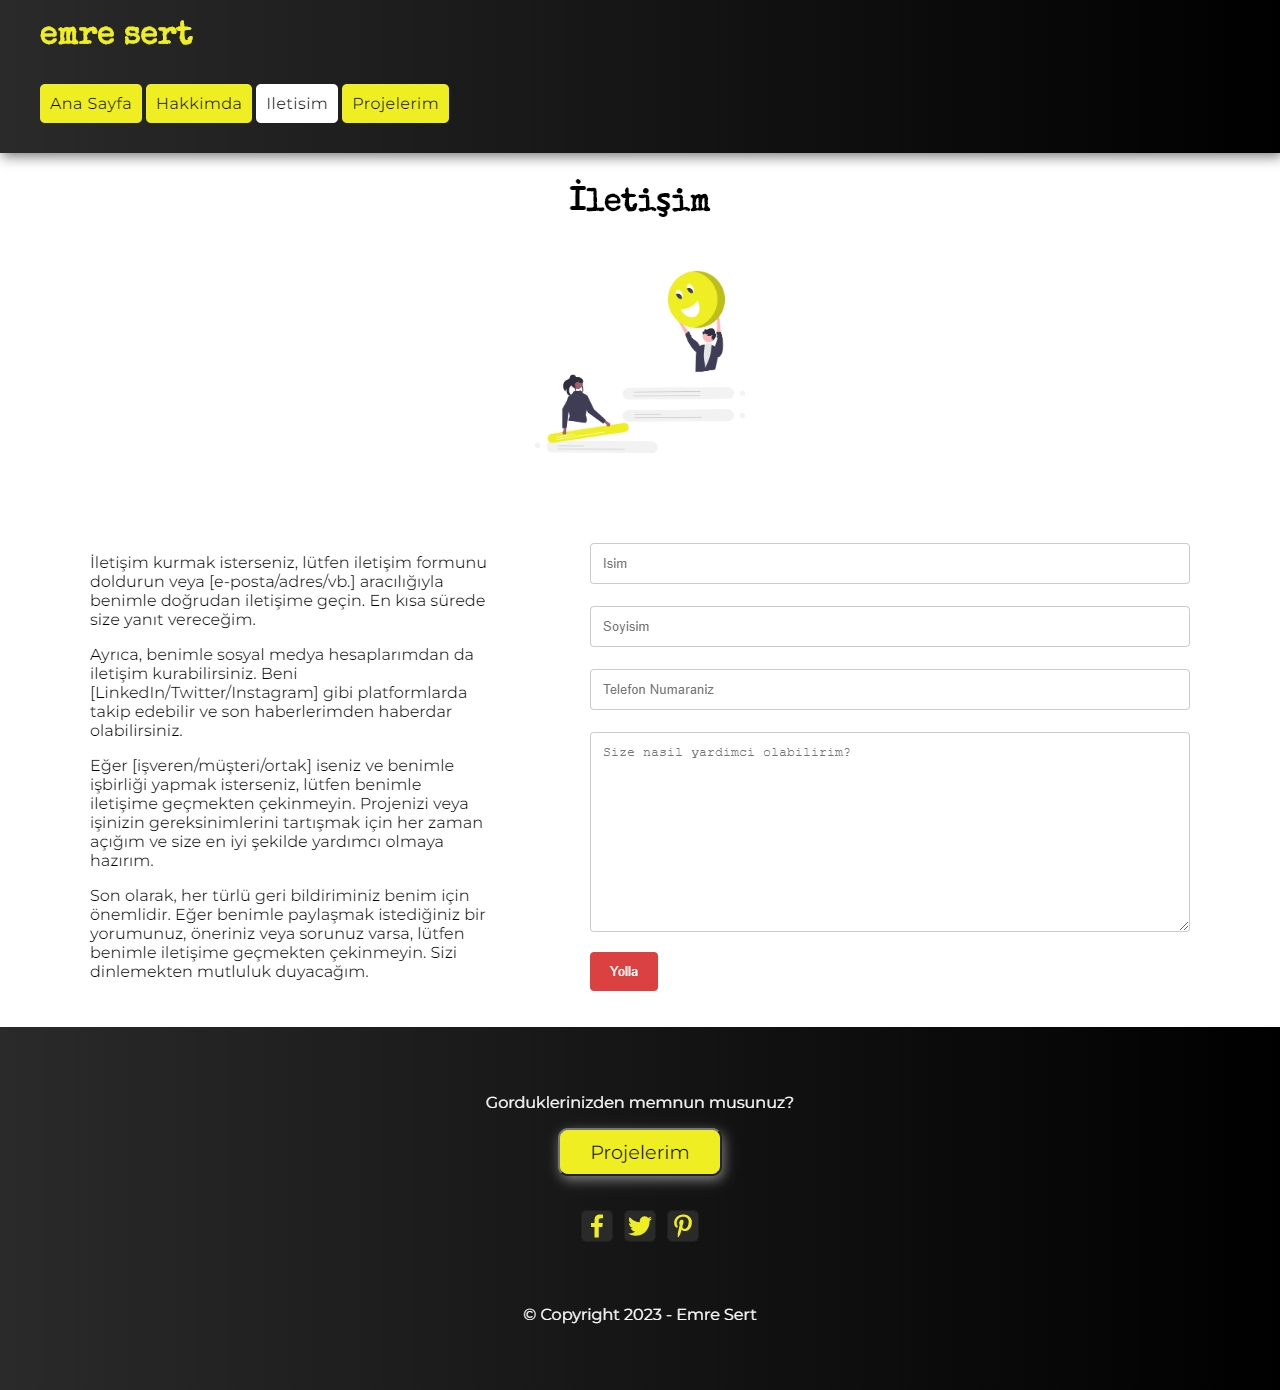 emre sert
Ana Sayfa Hakkimda Iletisim Projelerim
İletişim
İletişim kurmak isterseniz, lütfen iletişim formunu
doldurun veya [e-posta/adres/vb.] aracılığıyla
benimle doğrudan iletişime geçin. En kısa sürede
size yanıt vereceğim.
Ayrıca, benimle sosyal medya hesaplarımdan da
iletişim kurabilirsiniz. Beni
[LinkedIn/Twitter/Instagram] gibi platformlarda
takip edebilir ve son haberlerimden haberdar
olabilirsiniz.
Eğer [işveren/müşteri/ortak] iseniz ve benimle
işbirliği yapmak isterseniz, lütfen benimle
iletişime geçmekten çekinmeyin. Projenizi veya
işinizin gereksinimlerini tartışmak için her zaman
açığım ve size en iyi şekilde yardımcı olmaya
hazırım.
Son olarak, her türlü geri bildiriminiz benim için
önemlidir. Eğer benimle paylaşmak istediğiniz bir
yorumunuz, öneriniz veya sorunuz varsa, lütfen
benimle iletişime geçmekten çekinmeyin. Sizi
dinlemekten mutluluk duyacağım.
Isim
Soyisim
Telefon Numaraniz
Size nasil yardimci olabilirim?
Yolla
Gorduklerinizden memnun musunuz?
Projelerim
© Copyright 2023 - Emre Sert